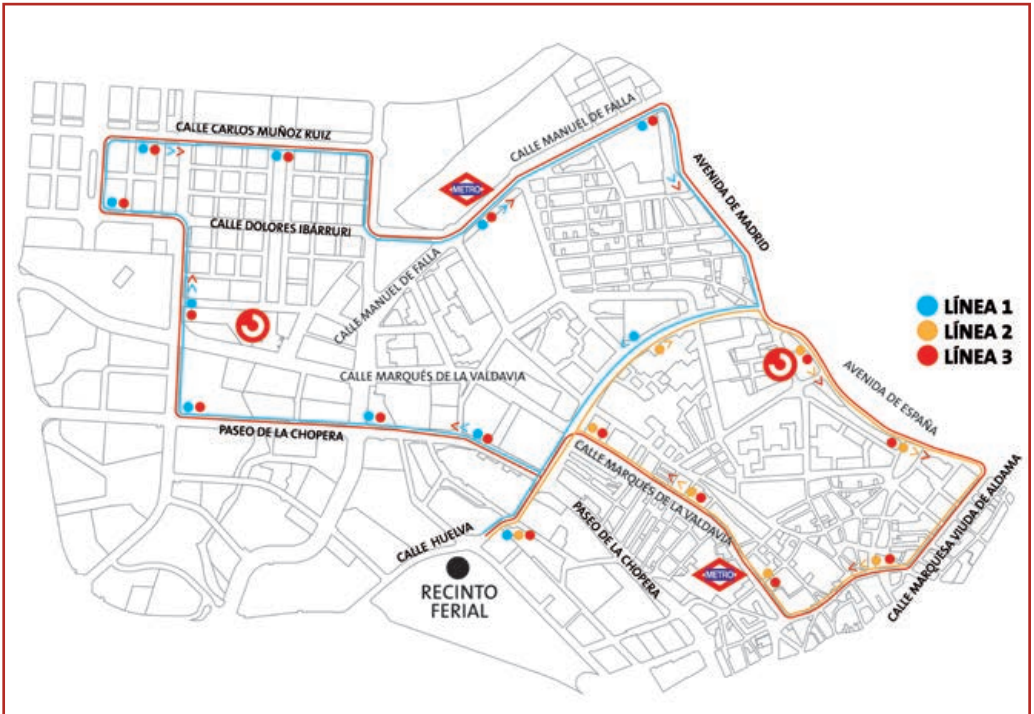 CALLE CARLOS MUÑOZ RUIZ
CALLE MANUEL DE FALLA
METRO
AVENIDA DE MADRID
CALLE DOLORES IBÁRRURI
CALLE MANUEL DE FALLA
LÍNEA 1
LÍNEA 2
LÍNEA 3
AVENIDA DE ESPAÑA
CALLE MARQUÉS DE LA VALDAVIA
PASEO DE LA CHOPERA
CALLE MARQUÉS DE LA VALDAVIA
CALLE MARQUESA VIUDA DE ALDAMA
PASEO DE LA CHOPERA
CALLE HUELVA
METRO
RECINTO
FERIAL